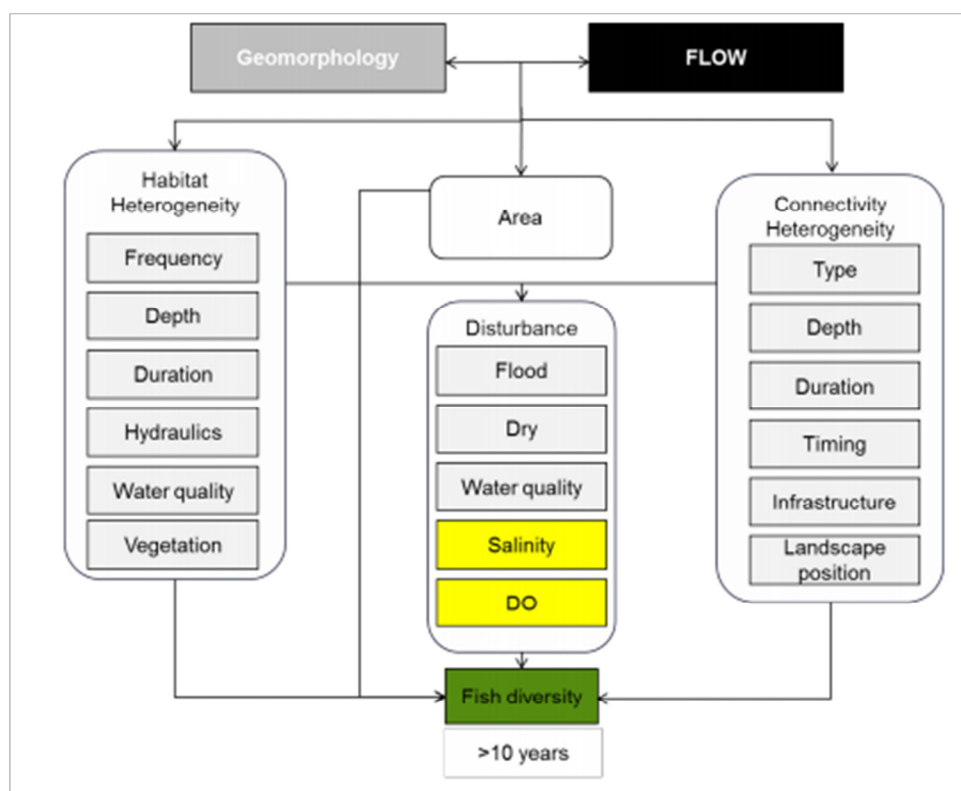 Geomorphology
FLOW
Habitat
Heterogeneity
Frequency
Depth
Duration
Hydraulics
Water quality
Vegetation
Area
Disturbance
Flood
Dry
Water quality
Salinity
DO
Connectivity
Heterogeneity
Type
Depth
Duration
Timing
Infrastructure
Landscape
position
Fish diversity
>10 years